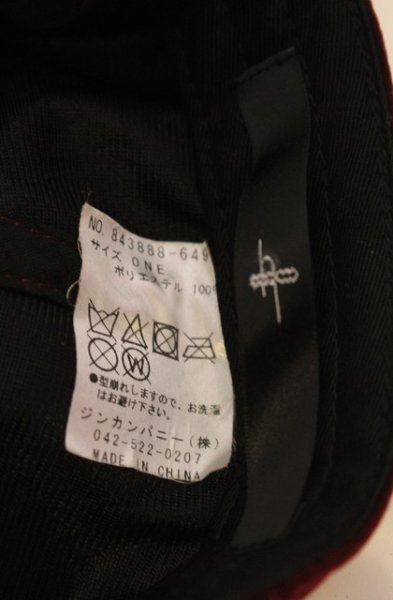 NO. 843888-649
サイズ ONE
ポリエステル 100%
●型崩れしますので、お洗濯
はお避け下さい。
ジンカンパニー(株)
042-522-0207
MADE IN CHINA